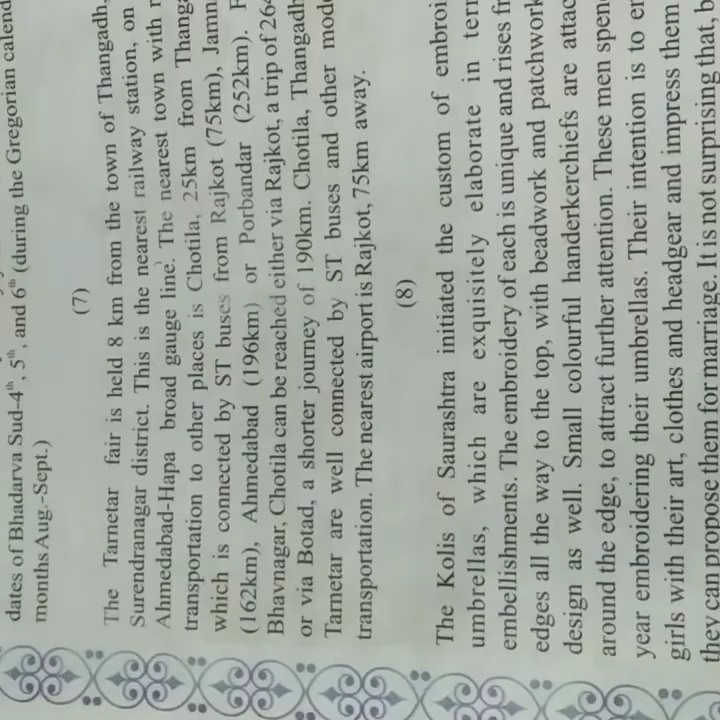 dates of Bhadarva Sud-4th, 5th, and 6th (during the Gregorian calend
months Aug.-Sept.)
(7)
The Tarnetar fair is held 8 km from the town of Thangadh,
Surendranagar district. This is the nearest railway station, on
Ahmedabad-Hapa broad gauge line. The nearest town with r
transportation to other places is Chotila, 25km from Thanga
which is connected by ST buses from Rajkot (75km), Jamn
(162km), Ahmedabad (196km) or Porbandar (252km). F
Bhavnagar, Chotila can be reached either via Rajkot, a trip of 264
or via Botad, a shorter journey of 190km. Chotila, Thangadh
Tarnetar are well connected by ST buses and other mode
transportation. The nearest airport is Rajkot, 75km away.
(8)
The Kolis of Saurashtra initiated the custom of embroi
umbrellas, which are exquisitely elaborate in term
embellishments. The embroidery of each is unique and rises fr
edges all the way to the top, with beadwork and patchwork
design as well. Small colourful handerkerchiefs are attac
around the edge, to attract further attention. These men spend
year embroidering their umbrellas. Their intention is to en
girls with their art, clothes and headgear and impress them
they can propose them for marriage. It is not surprising that, b